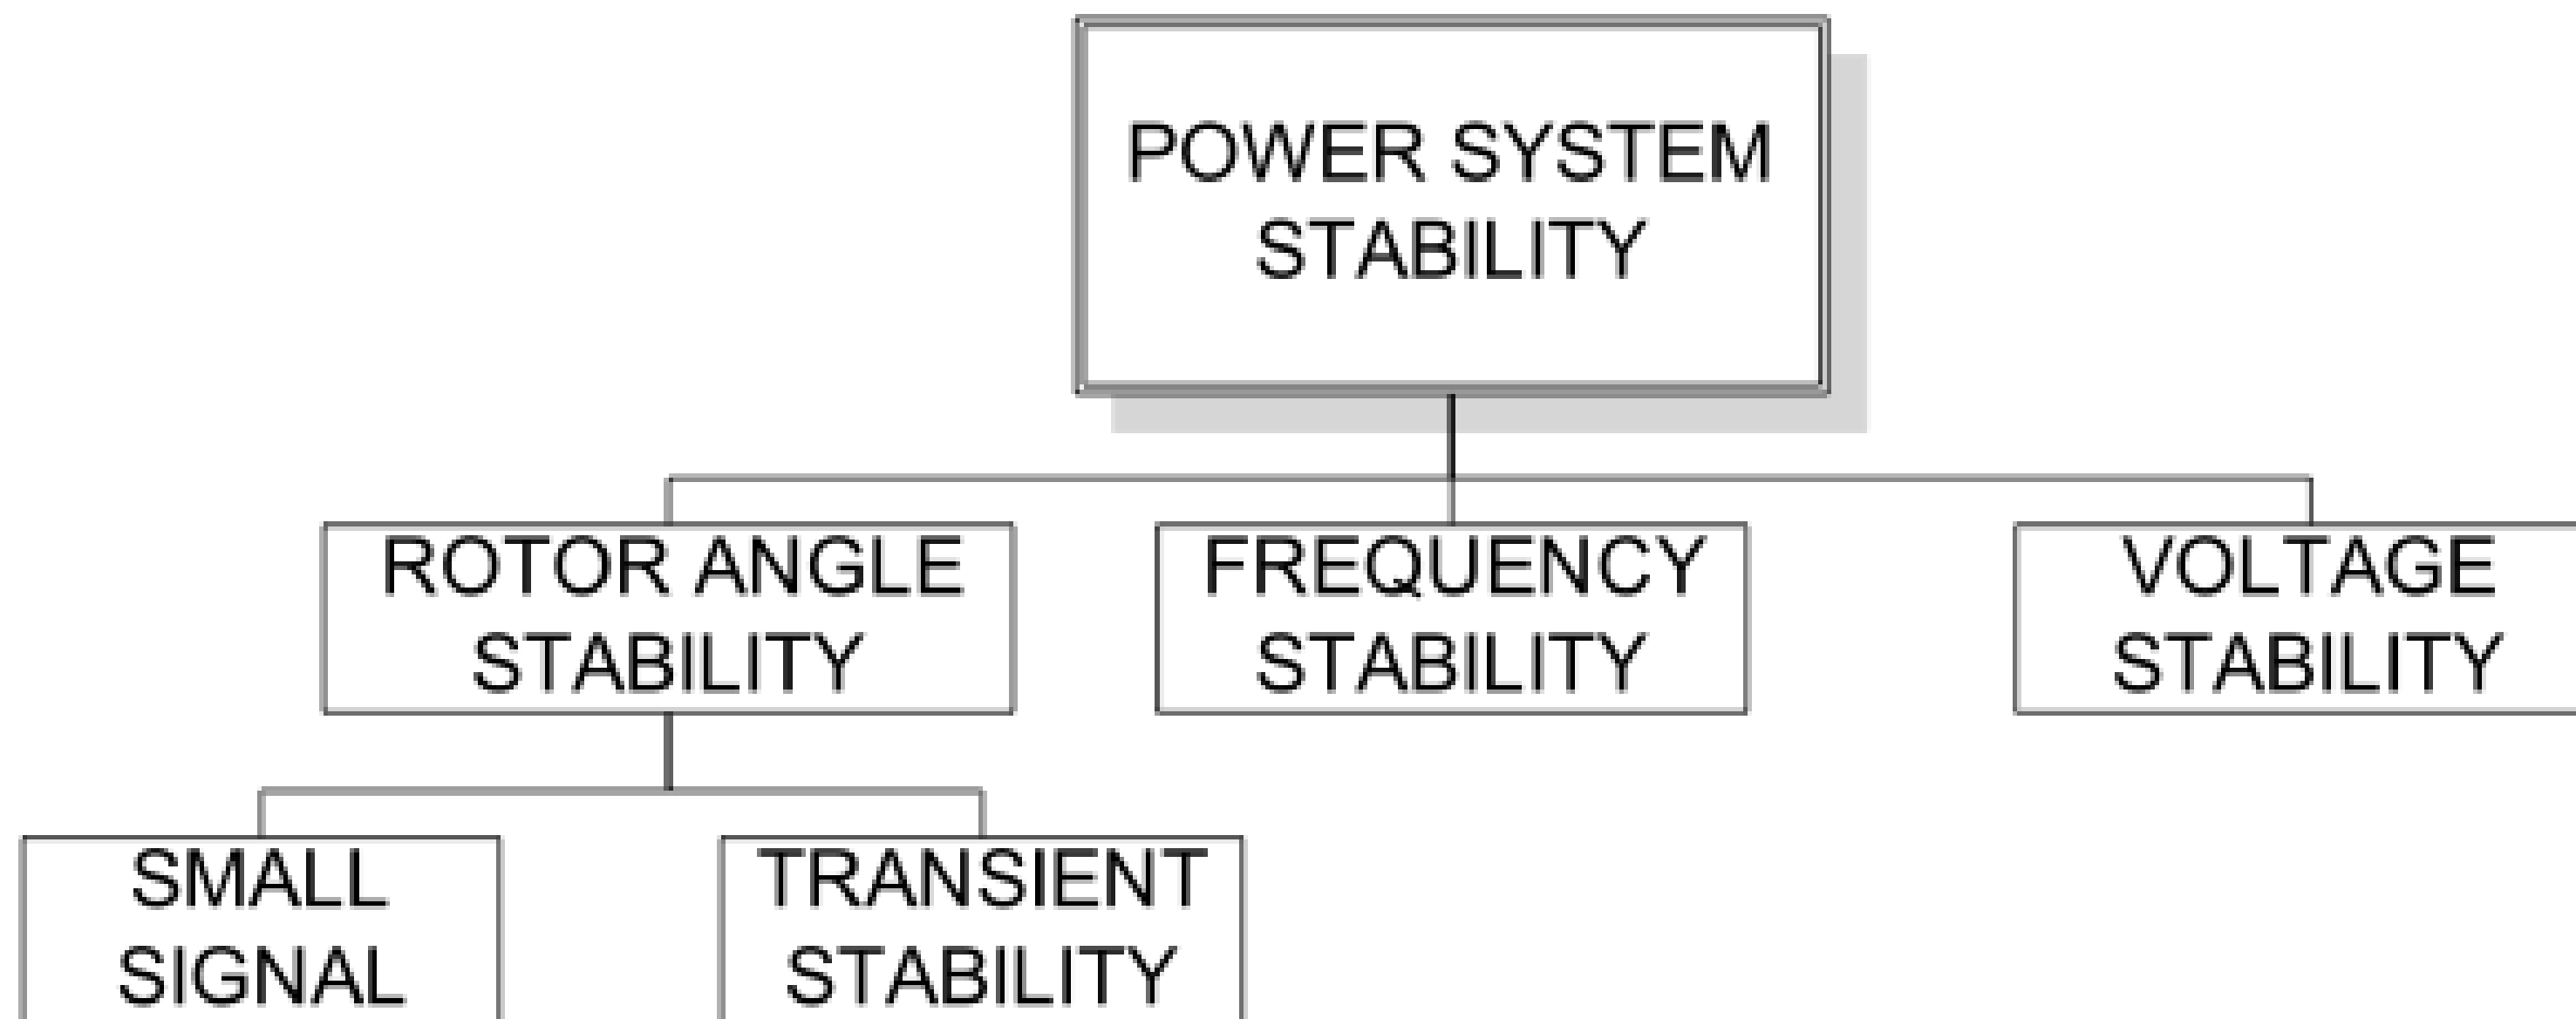 POWER SYSTEM
STABILITY
ROTOR ANGLE
STABILITY
FREQUENCY
STABILITY
VOLTAGE
STABILITY
SMALL
SIGNAL
TRANSIENT
STABILITY